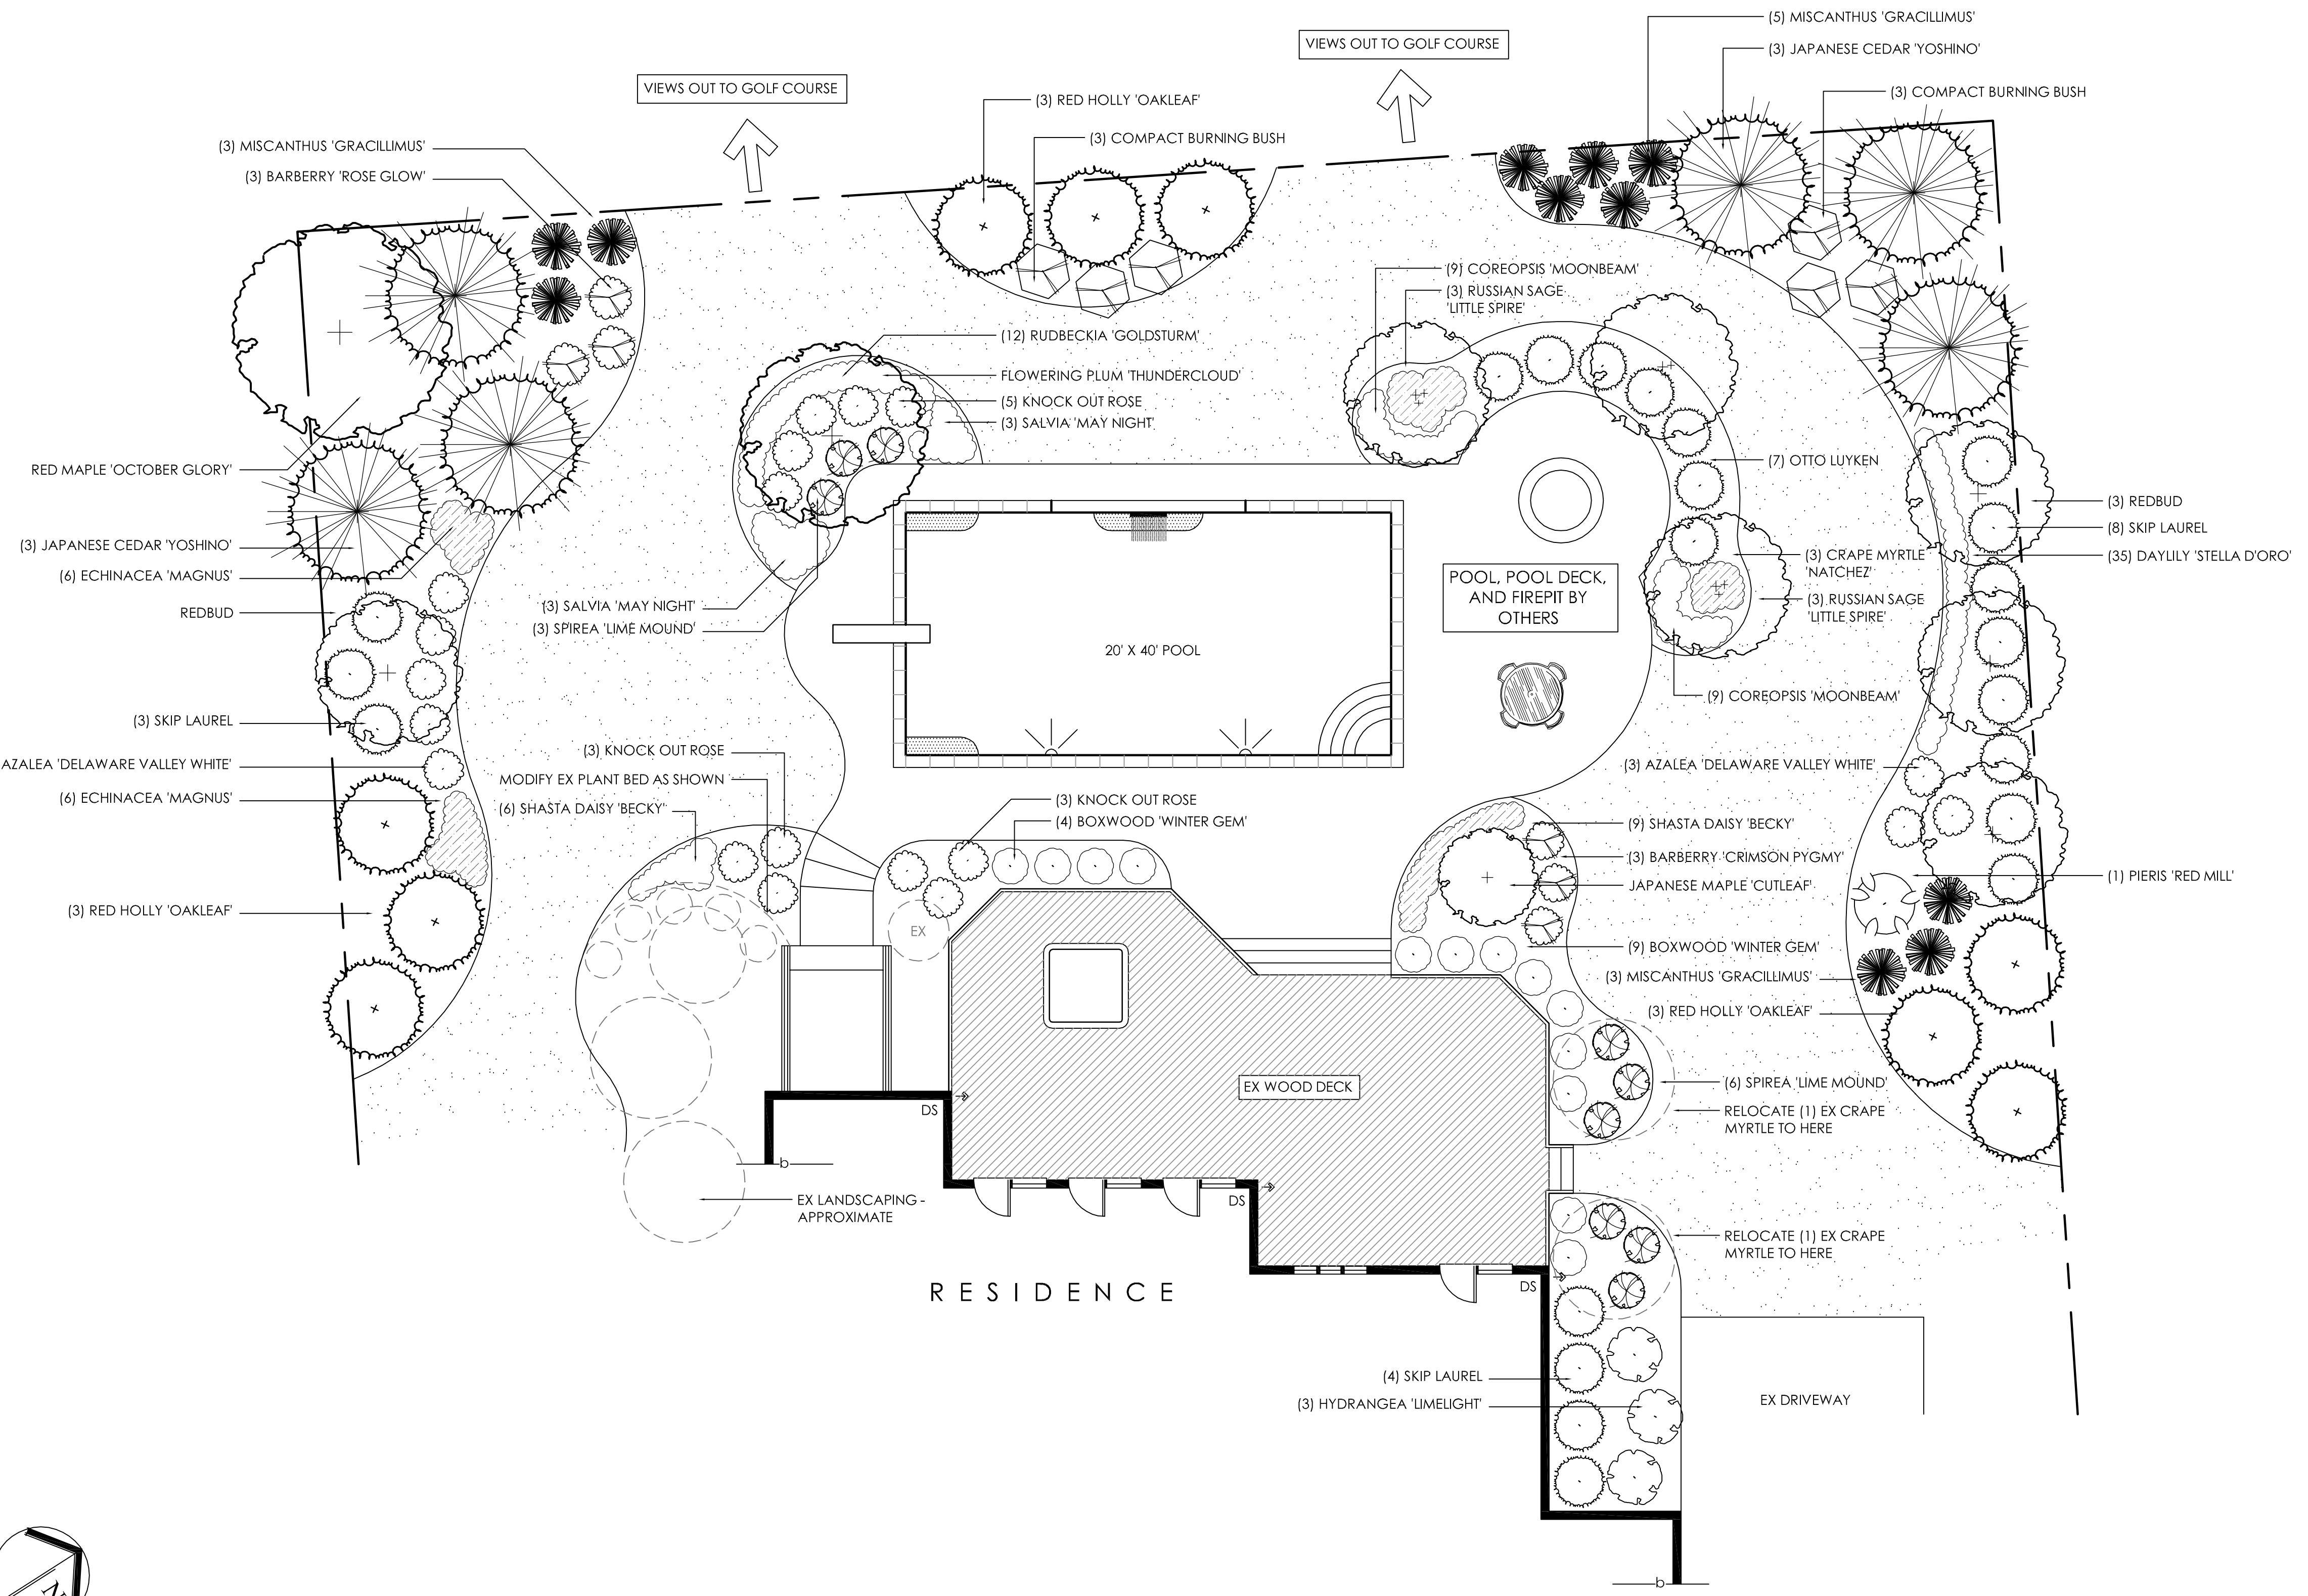 (5) MISCANTHUS 'GRACILLIMUS'
(3) JAPANESE CEDAR 'YOSHINO'
(3) COMPACT BURNING BUSH
VIEWS OUT TO GOLF COURSE
VIEWS OUT TO GOLF COURSE
(3) RED HOLLY 'OAKLEAF'
(3) COMPACT BURNING BUSH
(3) MISCANTHUS 'GRACILLIMUS'
(3) BARBERRY 'ROSE GLOW'
(9) COREOPSIS 'MOONBEAM'
(3) RUSSIAN SAGE
'LITTLE SPIRE'
(12) RUDBECKIA 'GOLDSTURM'
FLOWERING PLUM 'THUNDERCLOUD'
(5) KNOCK OUT ROSE
(3) SALVIA 'MAY NIGHT'
RED MAPLE 'OCTOBER GLORY'
(7) OTTO LUYKEN
(3) REDBUD
(8) SKIP LAUREL
(35) DAYLILY 'STELLA D'ORO'
(3) JAPANESE CEDAR 'YOSHINO'
(6) ECHINACEA 'MAGNUS'
REDBUD
(3) CRAPE MYRTLE
'NATCHEZ'
(3) RUSSIAN SAGE
'LITTLE SPIRE'
POOL, POOL DECK,
AND FIREPIT BY
OTHERS
(3) SALVIA 'MAY NIGHT'
(3) SPIREA 'LIME MOUND'
20' X 40' POOL
(9) COREOPSIS 'MOONBEAM'
(3) SKIP LAUREL
(3) KNOCK OUT ROSE
AZALEA 'DELAWARE VALLEY WHITE'
MODIFY EX PLANT BED AS SHOWN
(3) AZALEA 'DELAWARE VALLEY WHITE'
(6) ECHINACEA 'MAGNUS'
(6) SHASTA DAISY 'BECKY'
(3) KNOCK OUT ROSE
(4) BOXWOOD 'WINTER GEM'
(9) SHASTA DAISY 'BECKY'
(3) BARBERRY 'CRIMSON PYGMY'
JAPANESE MAPLE 'CUTLEAF'
(1) PIERIS 'RED MILL'
(3) RED HOLLY 'OAKLEAF'
EX
(9) BOXWOOD 'WINTER GEM'
(3) MISCANTHUS 'GRACILLIMUS'
(3) RED HOLLY 'OAKLEAF'
EX WOOD DECK
(6) SPIREA 'LIME MOUND'
DS
RELOCATE (1) EX CRAPE
MYRTLE TO HERE
b
EX LANDSCAPING -
APPROXIMATE
DS
RELOCATE (1) EX CRAPE
MYRTLE TO HERE
RESIDENCE
DS
(4) SKIP LAUREL
(3) HYDRANGEA 'LIMELIGHT'
EX DRIVEWAY
b